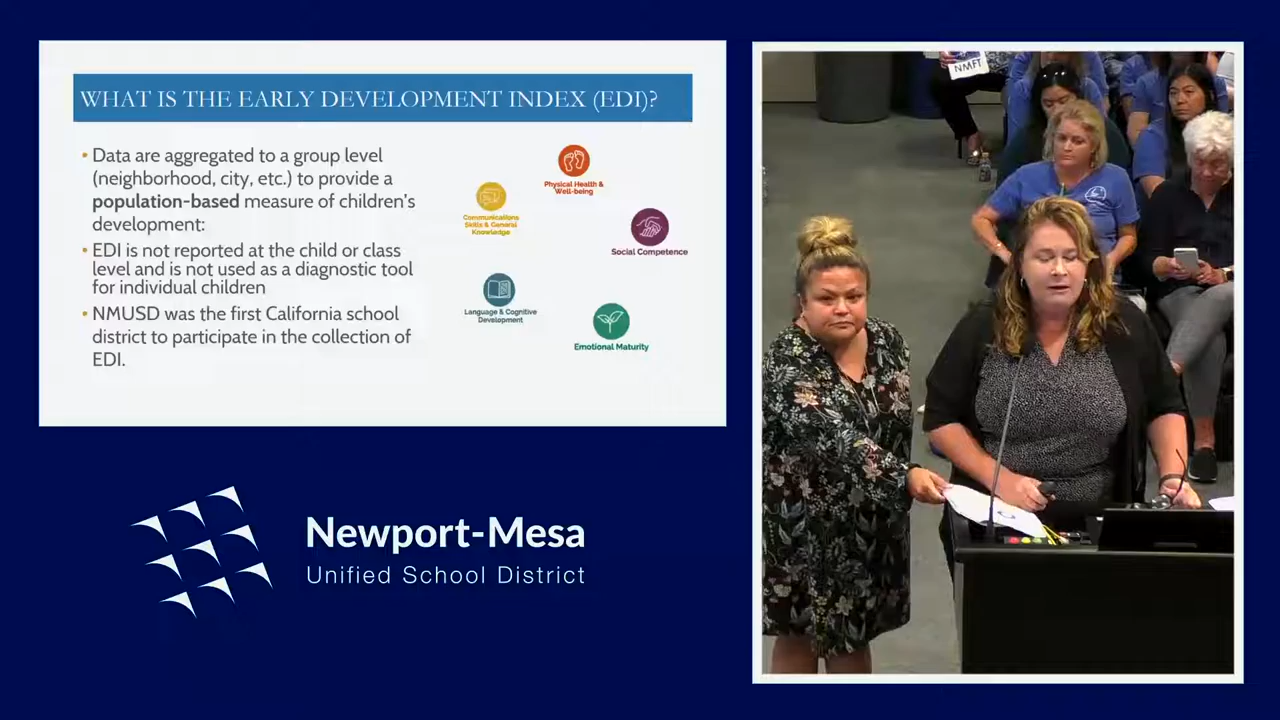 WHAT IS THE EARLY DEVELOPMENT INDEX (EDI)?
• Data are aggregated to a group level
(neighborhood, city, etc.) to provide a
population-based measure of children's
development:
• EDI is not reported at the child or class
level and is not used as a diagnostic tool
for individual children
• NMUSD was the first California school
district to participate in the collection of
EDI.
Physical Health &
Well-being
Communications
Skills & General
Knowledge
Social Competence
Language & Cognitive
Development
Emotional Maturity
Newport-Mesa
Unified School District
NMFT